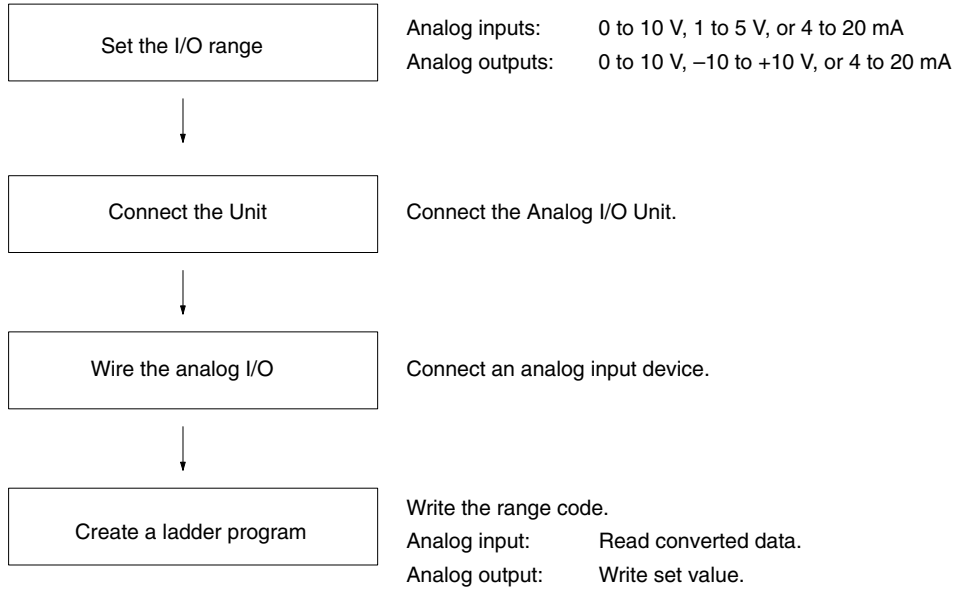 Set the I/O range
Analog inputs: 0 to 10 V, 1 to 5 V, or 4 to 20 mA
Analog outputs: 0 to 10 V, –10 to +10 V, or 4 to 20 mA
Connect the Unit
Connect the Analog I/O Unit.
Wire the analog I/O
Connect an analog input device.
Create a ladder program
Write the range code.
Analog input: Read converted data.
Analog output: Write set value.